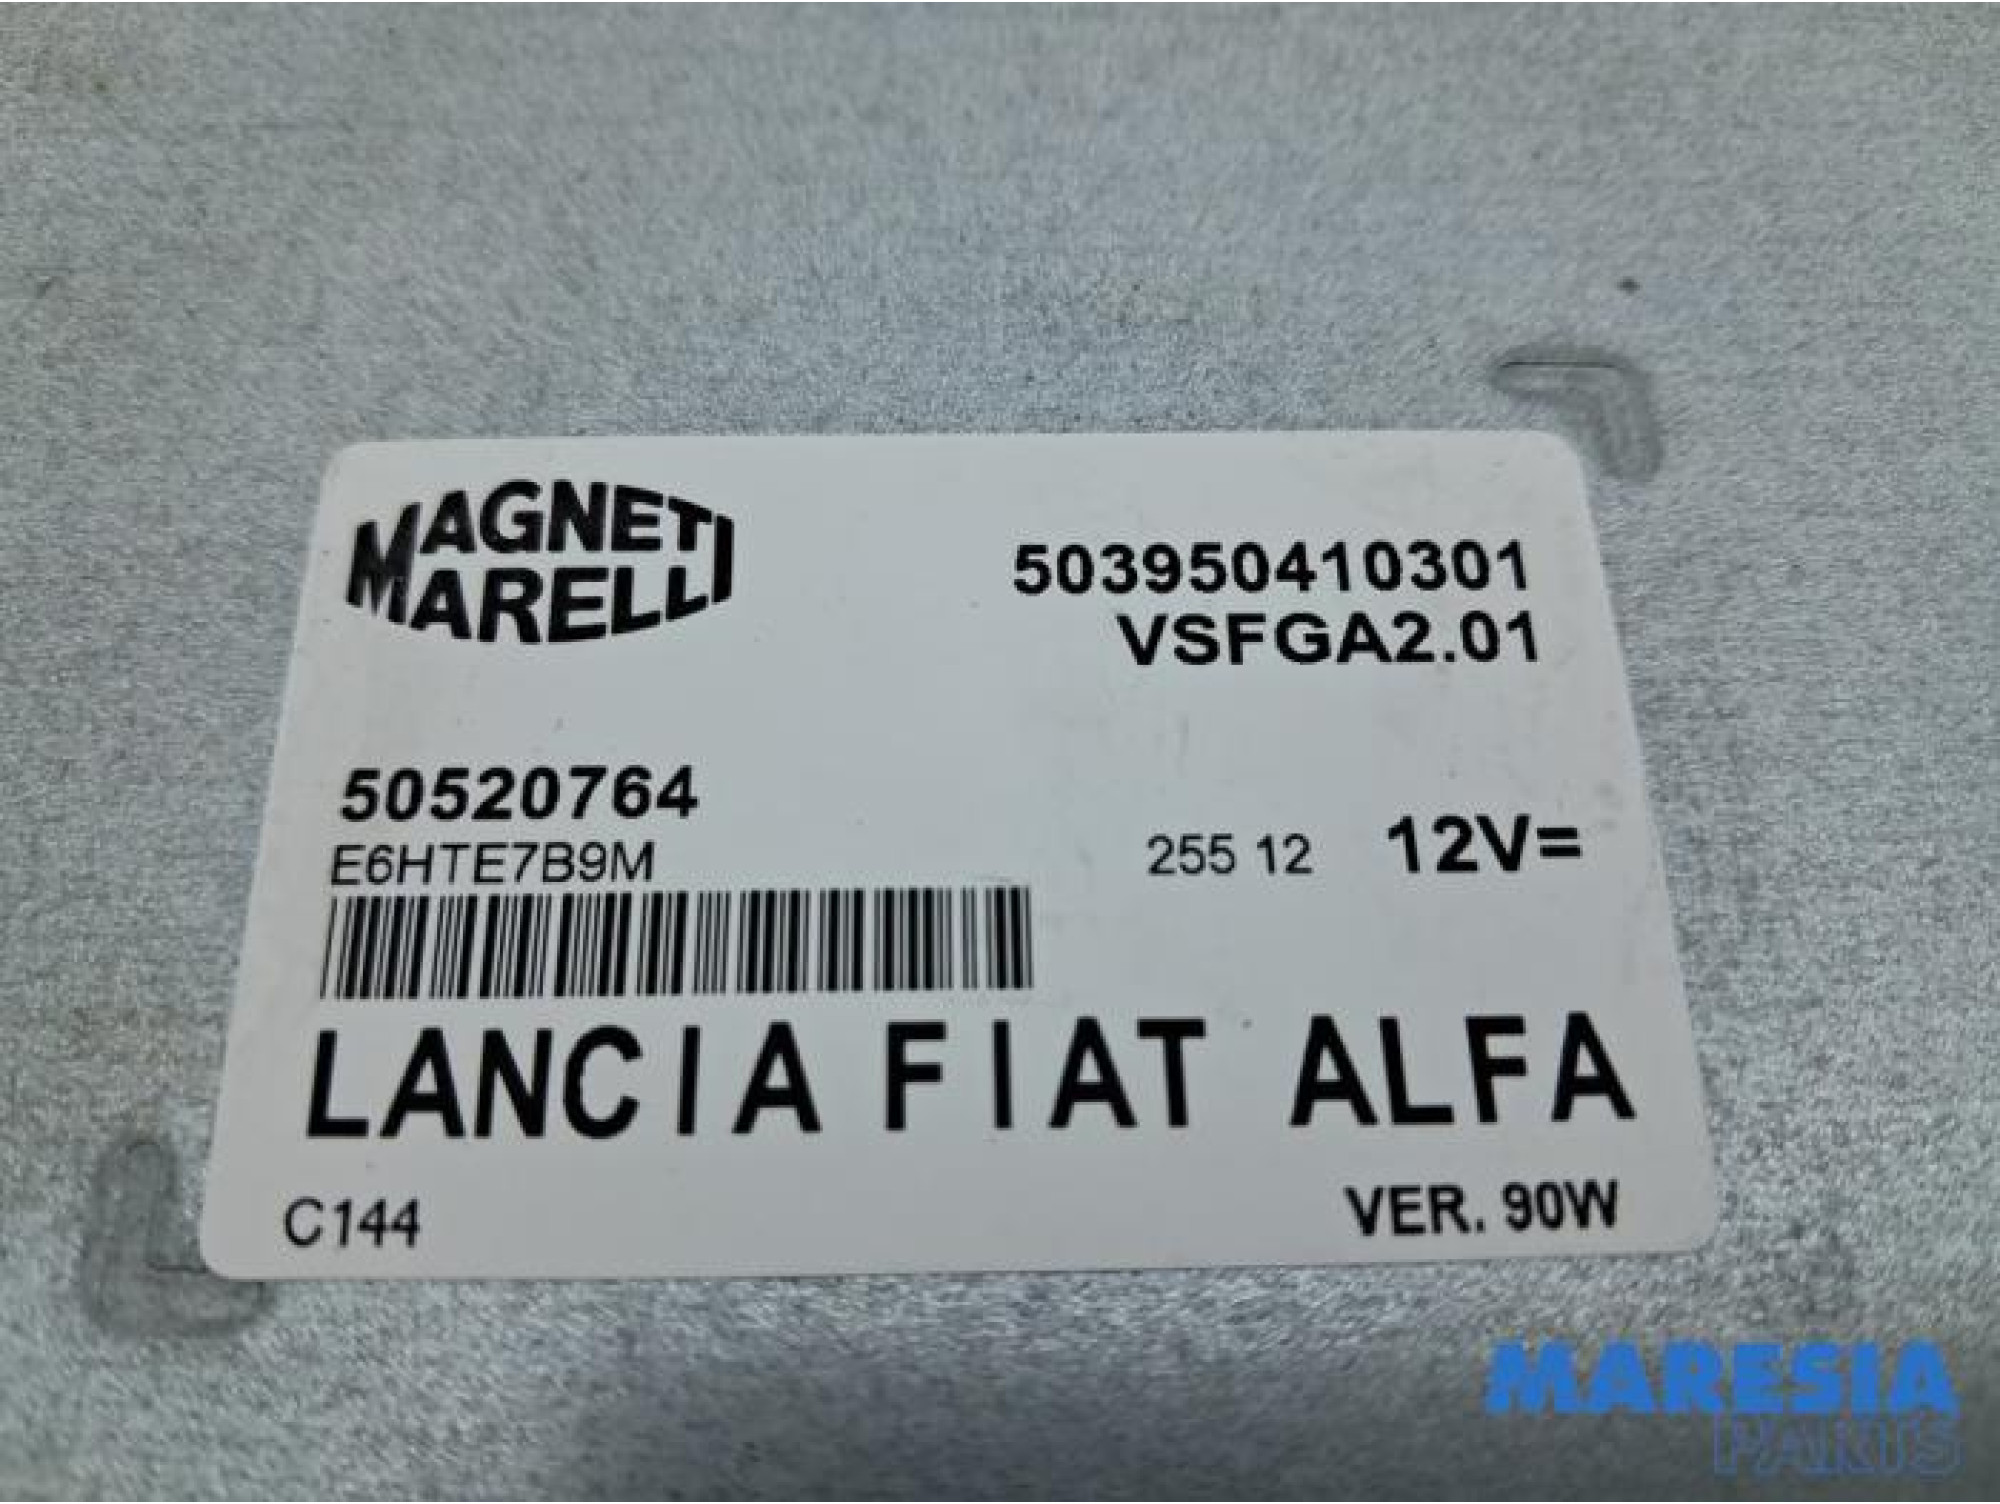 MAGNETI
MARELLI
503950410301
VSFGA2.01
50520764
E6HTE7B9M
255 12 12V=
LANCIA FIAT ALFA
C144 VER. 90W
MARESIA
PARTS